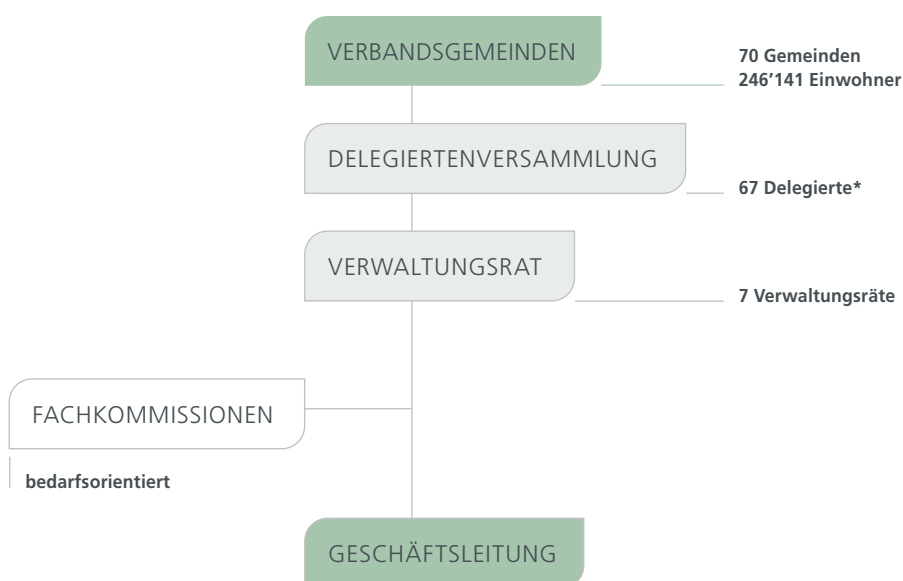 VERBANDSGEMEINDEN
70 Gemeinden
246’141 Einwohner
DELEGIERTENVERSAMMLUNG
67 Delegierte*
VERWALTUNGSRAT
7 Verwaltungsräte
FACHKOMMISSIONEN
bedarfsorientiert
GESCHÄFTSLEITUNG